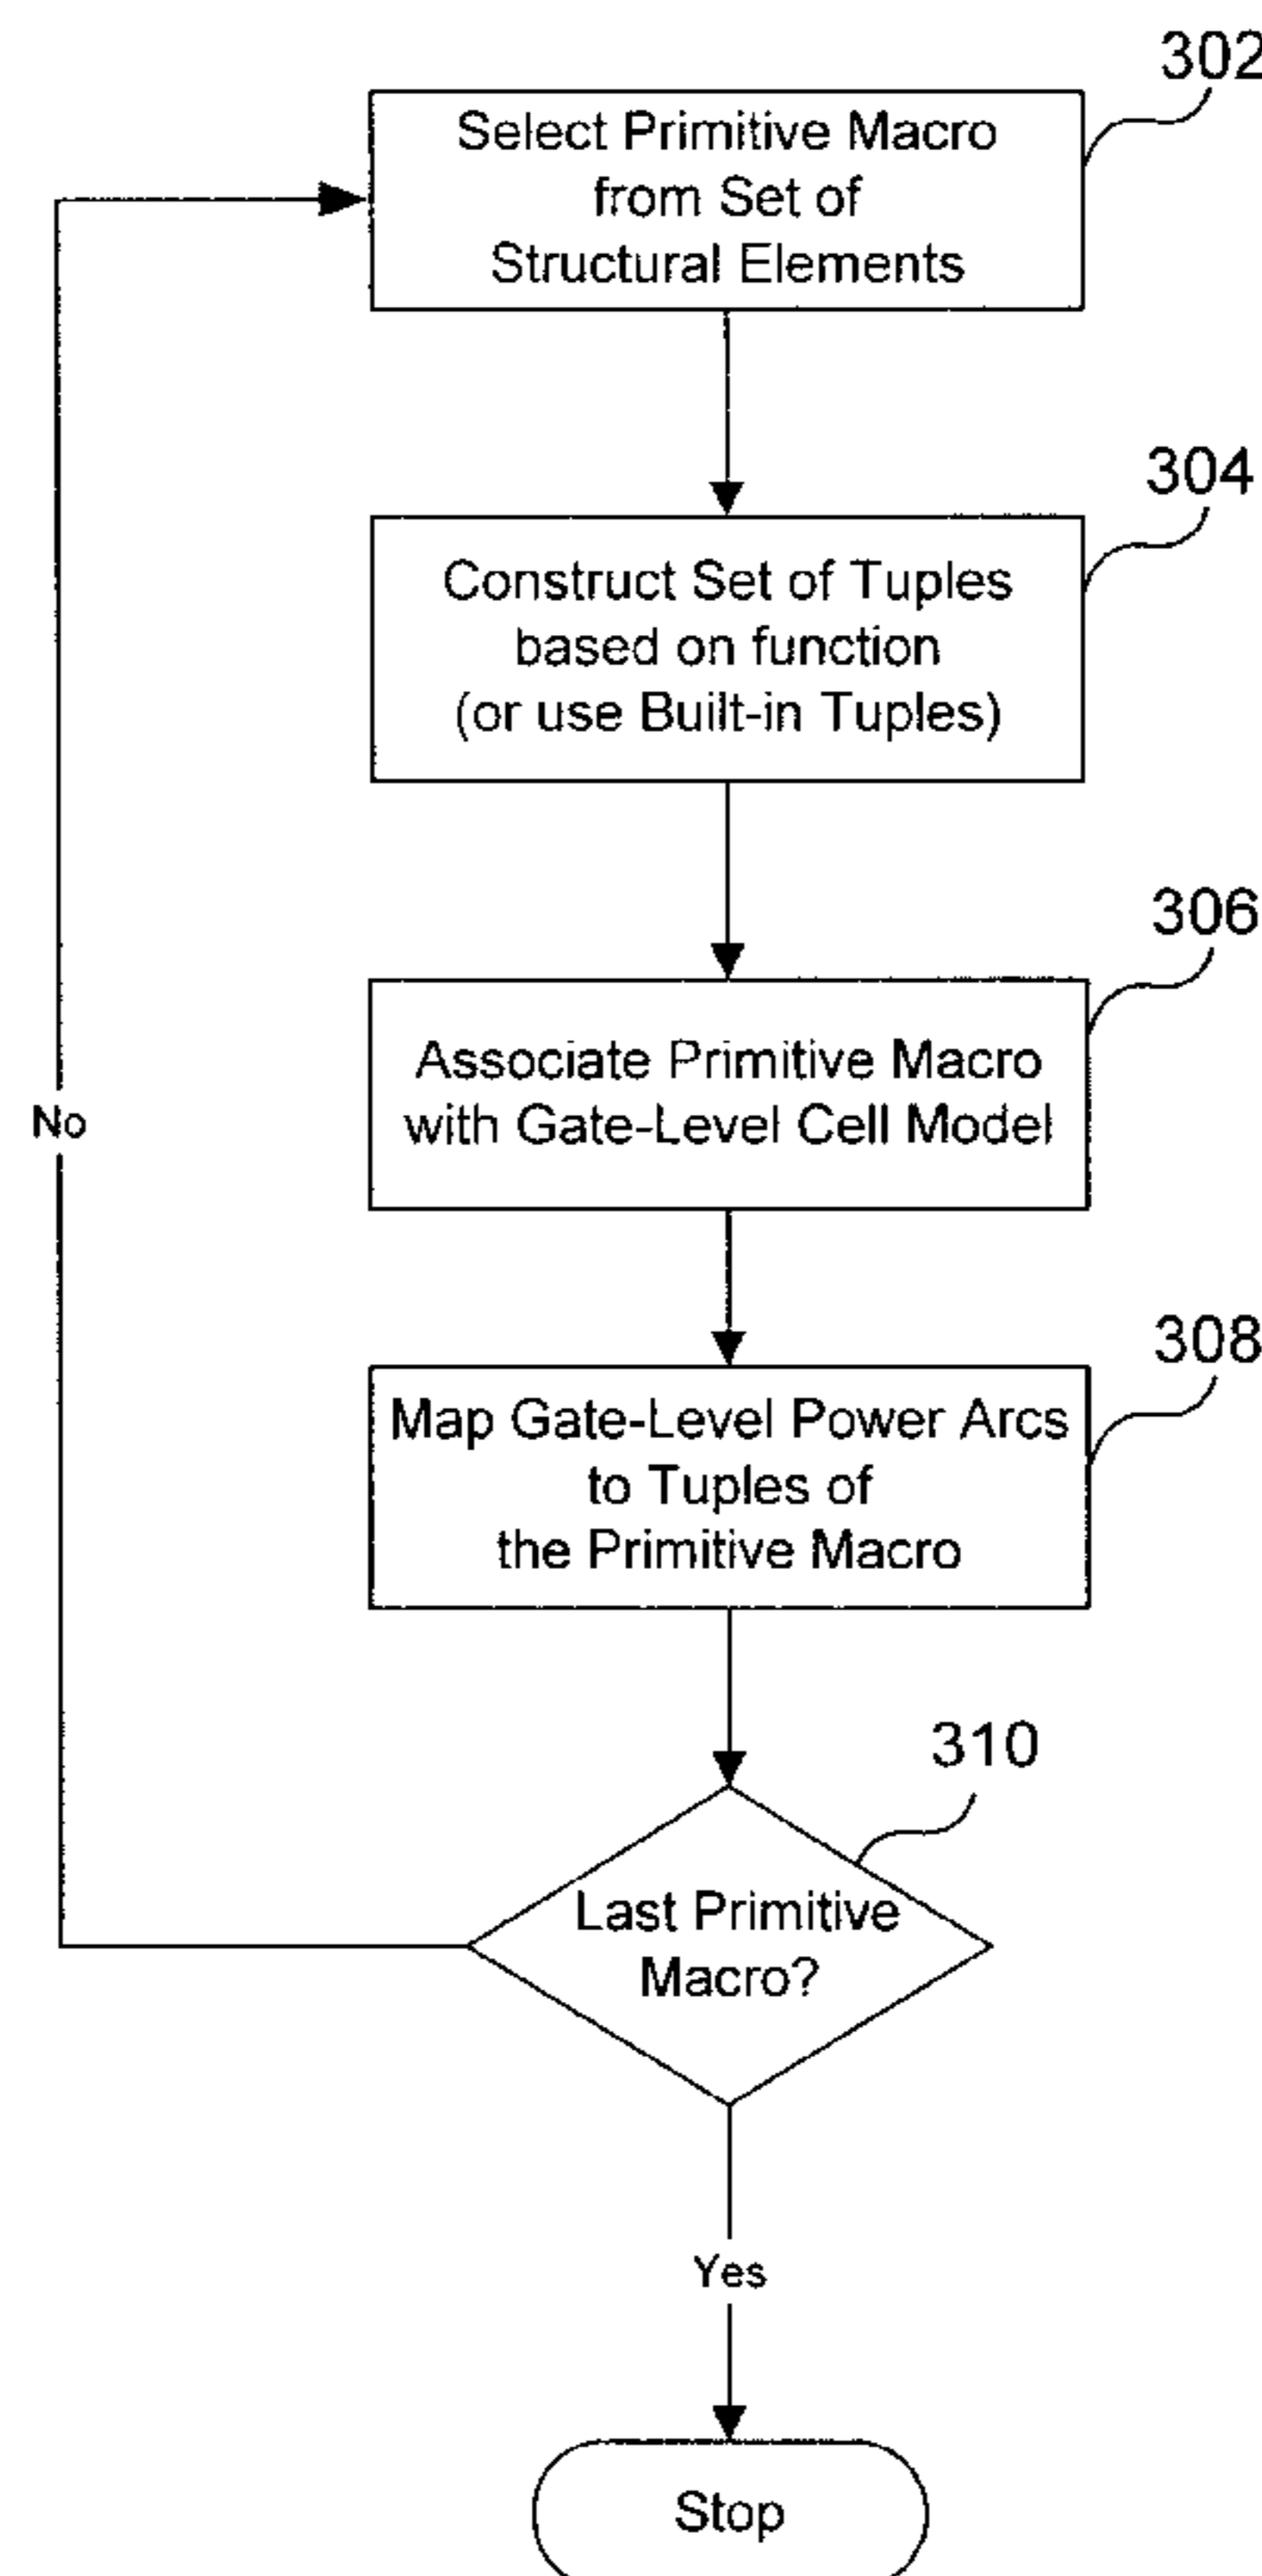 302
Select Primitive Macro
from Set of
Structural Elements
304
Construct Set of Tuples
based on function
(or use Built-in Tuples)
306
Associate Primitive Macro
with Gate-Level Cell Model
No
308
Map Gate-Level Power Arcs
to Tuples of
the Primitive Macro
310
Last Primitive
Macro?
Yes
Stop